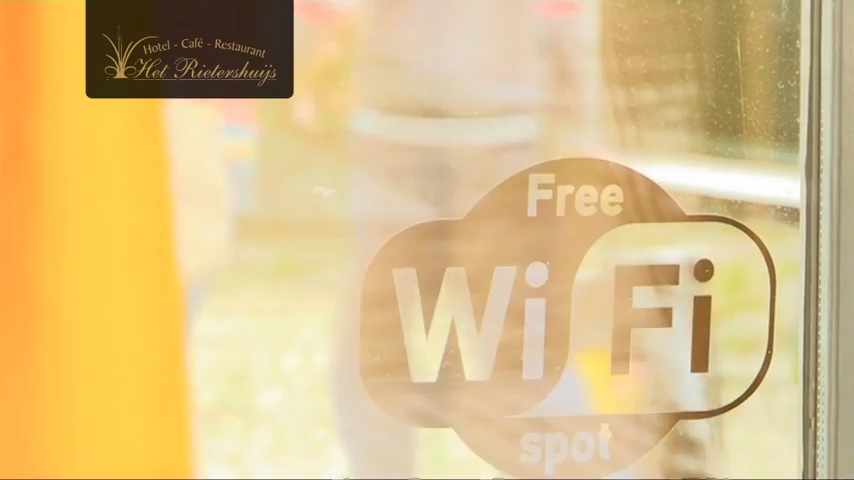 Hotel - Café - Restaurant
Het Rietershuijs
Free
WiFi
spot